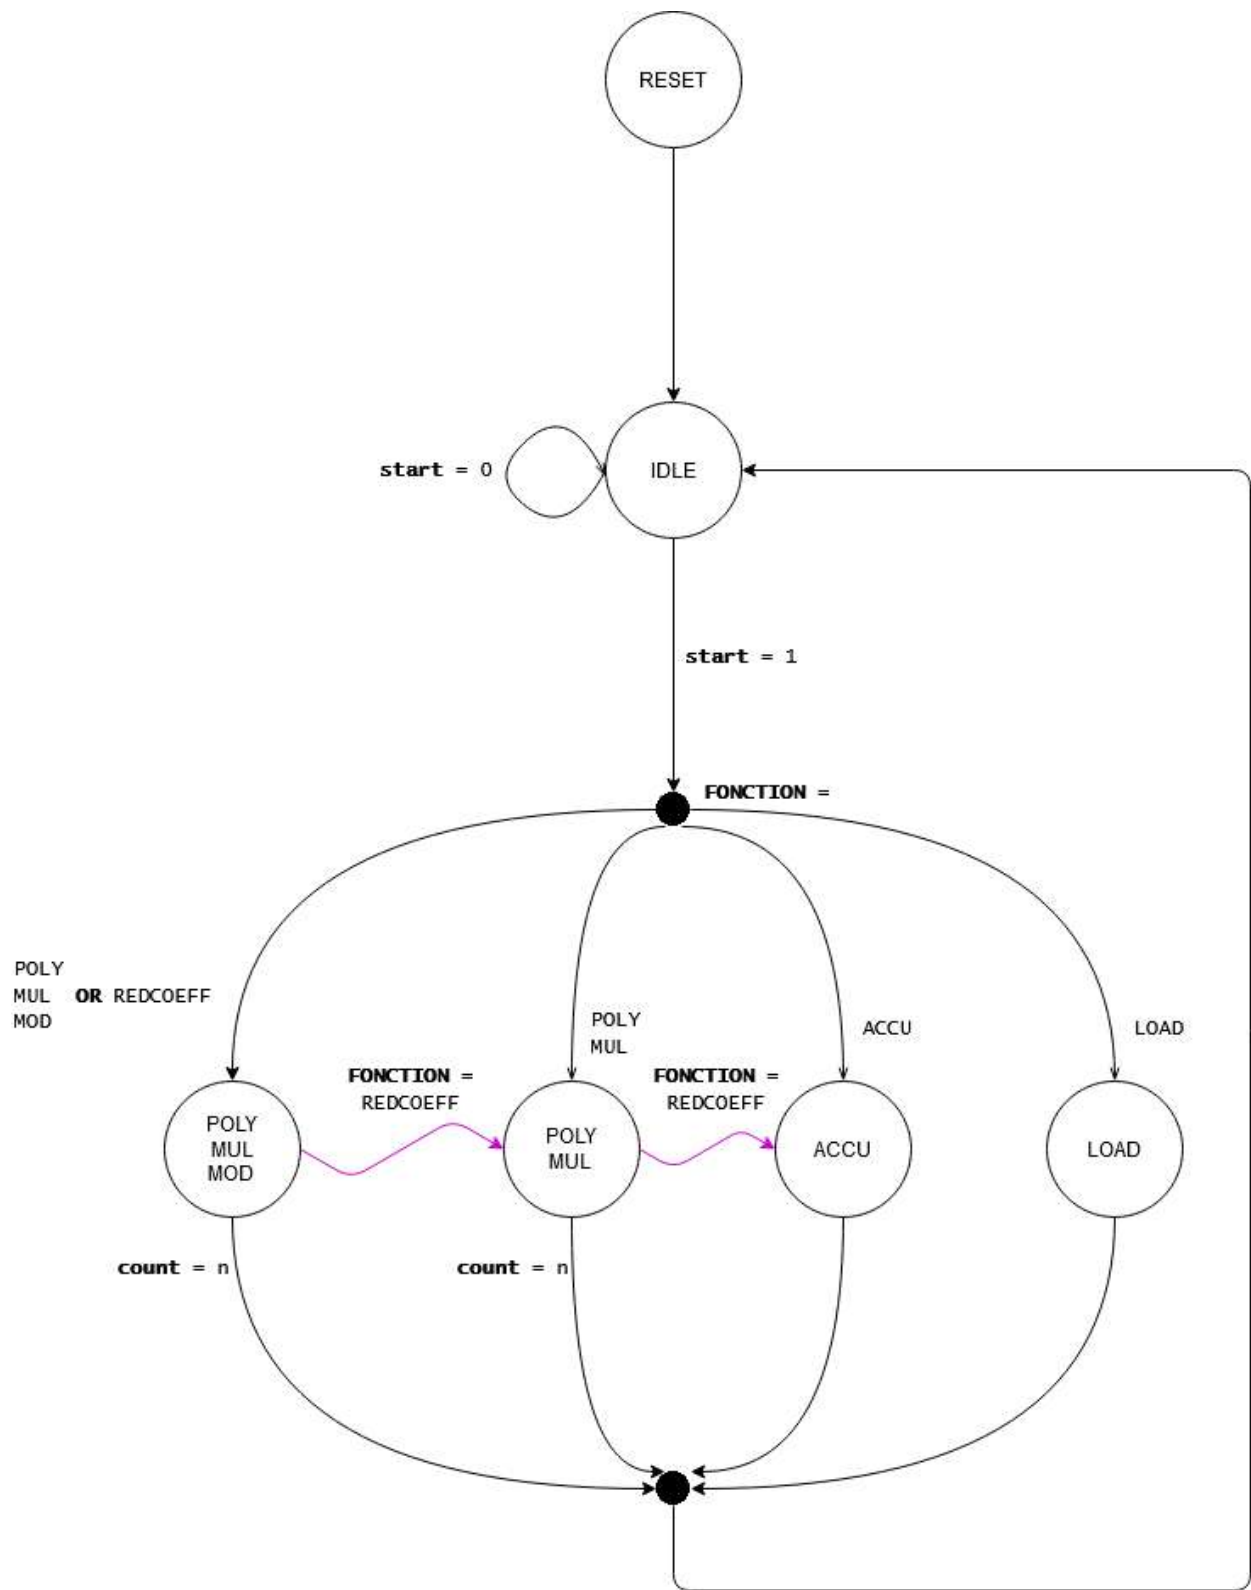 RESET
start = 0
IDLE
start = 1
FONCTION =
POLY
MUL OR REDCOEFF
MOD
POLY
MUL
ACCU
LOAD
FONCTION =
REDCOEFF
FONCTION =
REDCOEFF
POLY
MUL
MOD
POLY
MUL
ACCU
LOAD
count = n
count = n